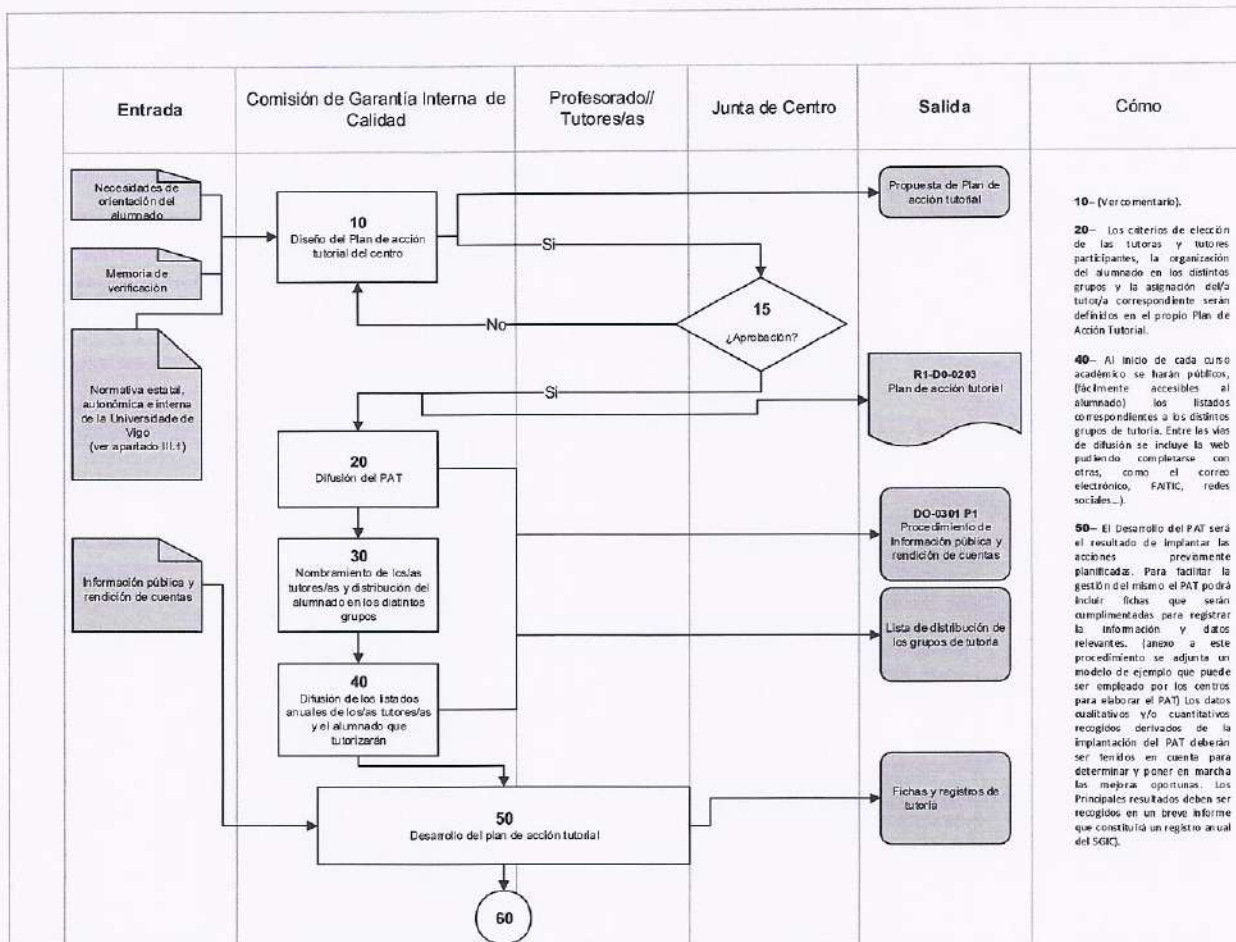 Entrada
Comisión de Garantía Interna de
Calidad
Profesorado//
Tutores/as
Junta de Centro
Salida
Cómo
Necesidades de
orientación del
alumnado
Memoria de
verificación
Normativa estatal,
autonómica e interna
de la Universidade de
Vigo
(ver apartado III.f)
Información pública y
rendición de cuentas
10
Diseño del Plan de acción
tutorial del centro
Si
No
15
¿Aprobación?
Si
20
Difusión del PAT
30
Nombramiento de los/as
tutores/as y distribución del
alumnado en los distintos
grupos
40
Difusión de los listados
anuales de los/as tutores/as
y el alumnado que
tutorizarán
50
Desarrollo del plan de acción tutorial
60
Propuesta de Plan de
acción tutorial
R1-D0-0203
Plan de acción tutorial
DO-0301 P1
Procedimiento de
Información pública y
rendición de cuentas
Lista de distribución de
los grupos de tutoria
Fichas y registros de
tutoría
10– (Ver comentario).
20– Los criterios de elección
de las tutoras y tutores
participantes, la organización
del alumnado en los distintos
grupos y la asignación del/a
tutor/a correspondiente serán
definidos en el propio Plan de
Acción Tutorial.
40– Al inicio de cada curso
académico se harán públicos,
(fácilmente accesibles al
alumnado) los listados
correspondientes a los distintos
grupos de tutoría. Entre las vías
de difusión se incluye la web
pudiendo completarse con
otras, como el correo
electrónico, FAITIC, redes
sociales...).
50– El Desarrollo del PAT será
el resultado de implantar las
acciones previamente
planificadas. Para facilitar la
gestión del mismo el PAT podrá
incluir fichas que serán
cumplimentadas para registrar
la información y datos
relevantes. (anexo a este
procedimiento se adjunta un
modelo de ejemplo que puede
ser empleado por los centros
para elaborar el PAT) Los datos
cualitativos y/o cuantitativos
recogidos derivados de la
implantación del PAT deberán
ser tenidos en cuenta para
determinar y poner en marcha
las mejoras oportunas. Los
Principales resultados deben ser
recogidos en un breve informe
que constituirá un registro anual
del SGIC).